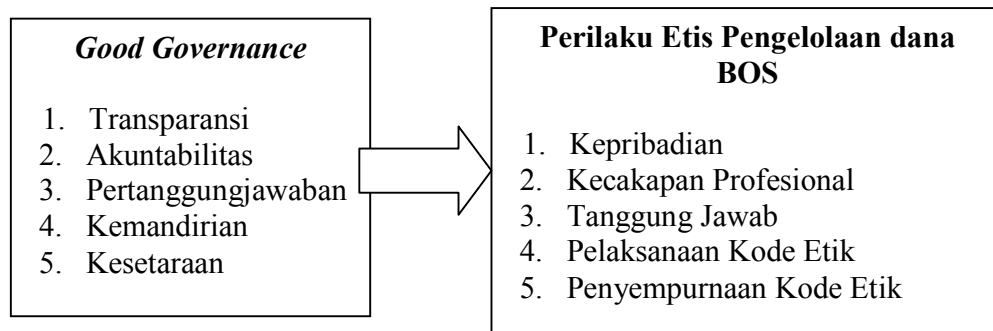 Good Governance
1. Transparansi
2. Akuntabilitas
3. Pertanggungjawaban
4. Kemandirian
5. Kesetaraan
Perilaku Etis Pengelolaan dana
BOS
1. Kepribadian
2. Kecakapan Profesional
3. Tanggung Jawab
4. Pelaksanaan Kode Etik
5. Penyempurnaan Kode Etik